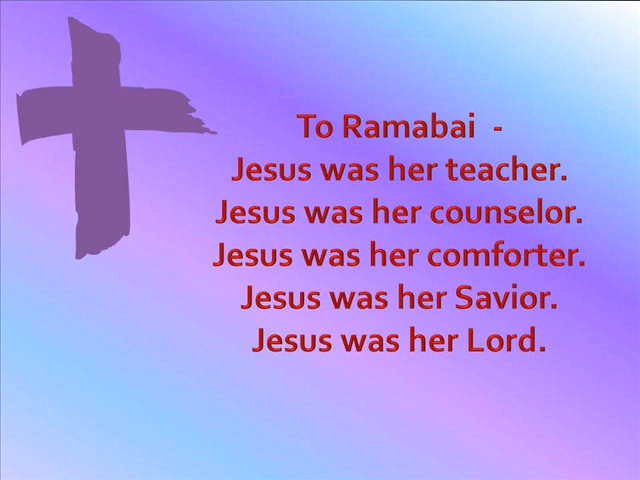 To Ramabai -
Jesus was her teacher.
Jesus was her counselor.
Jesus was her comforter.
Jesus was her Savior.
Jesus was her Lord.